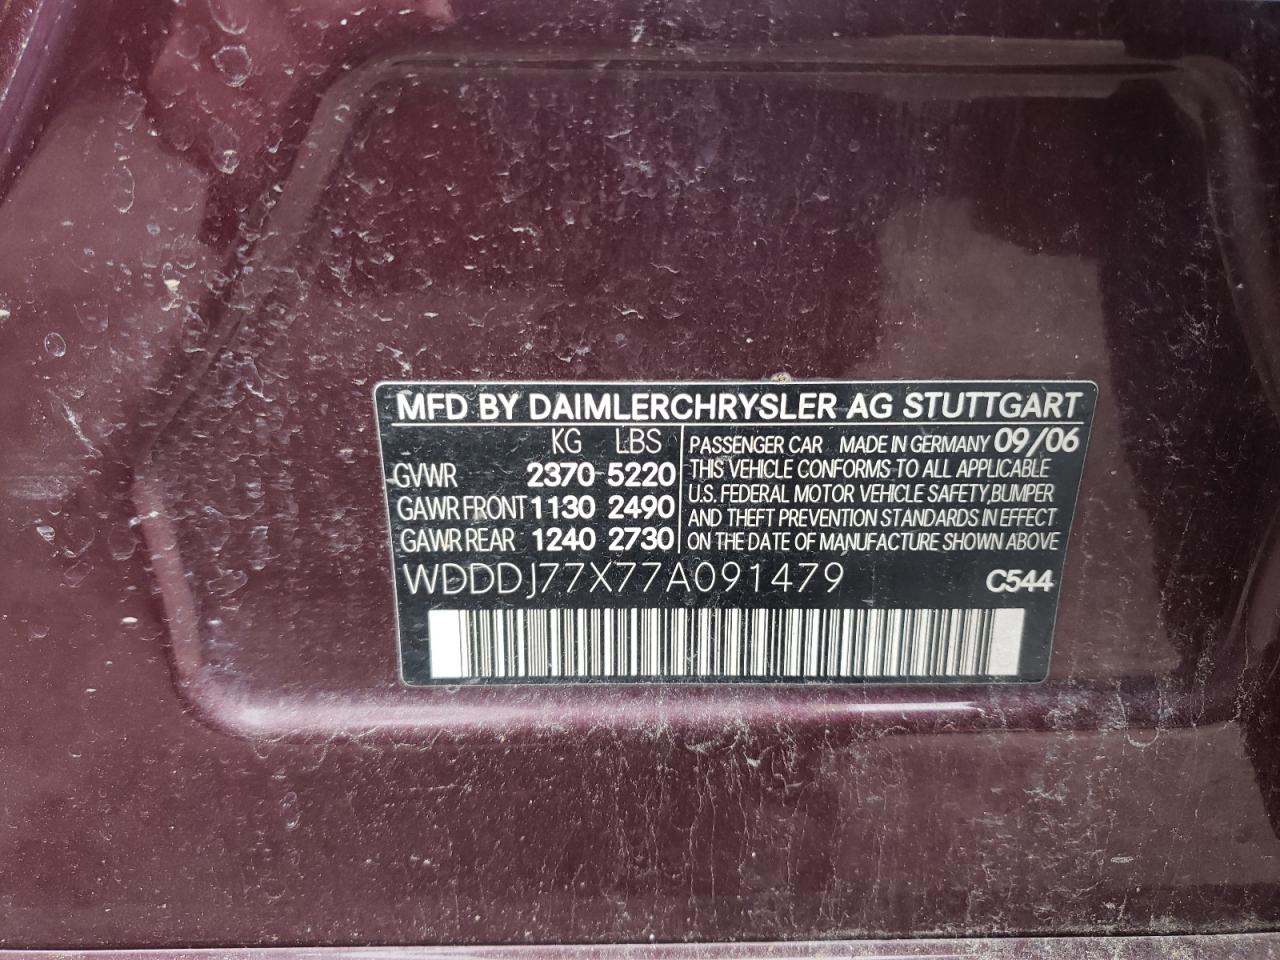 MFD BY DAIMLERCHRYSLER AG STUTTGART
KG LBS
GVWR 2370 5220
GAWR FRONT 1130 2490
GAWR REAR 1240 2730
PASSENGER CAR MADE IN GERMANY 09/06
THIS VEHICLE CONFORMS TO ALL APPLICABLE
U.S. FEDERAL MOTOR VEHICLE SAFETY, BUMPER
AND THEFT PREVENTION STANDARDS IN EFFECT
ON THE DATE OF MANUFACTURE SHOWN ABOVE
WDDDJ77X77A091479 C544